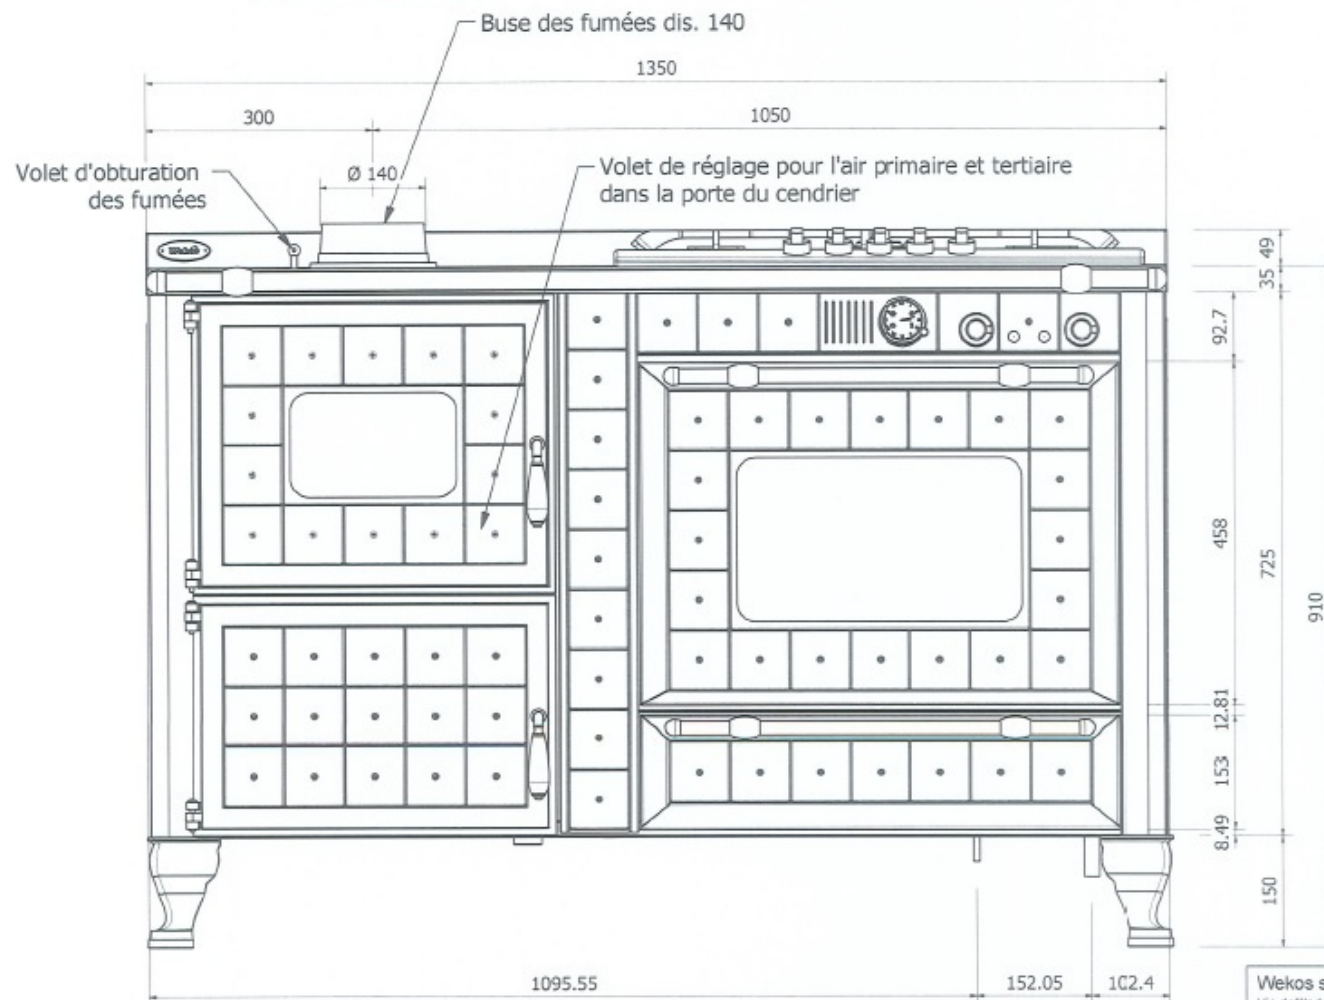 Buse des fumées dis. 140
1350
300
1050
Volet d'obturation
des fumées
Ø 140
Volet de réglage pour l'air primaire et tertiaire
dans la porte du cendrier
49
35
92.7
458
725
910
12.81
153
8.49
150
1095.55
152.05
102.4
Wekos s